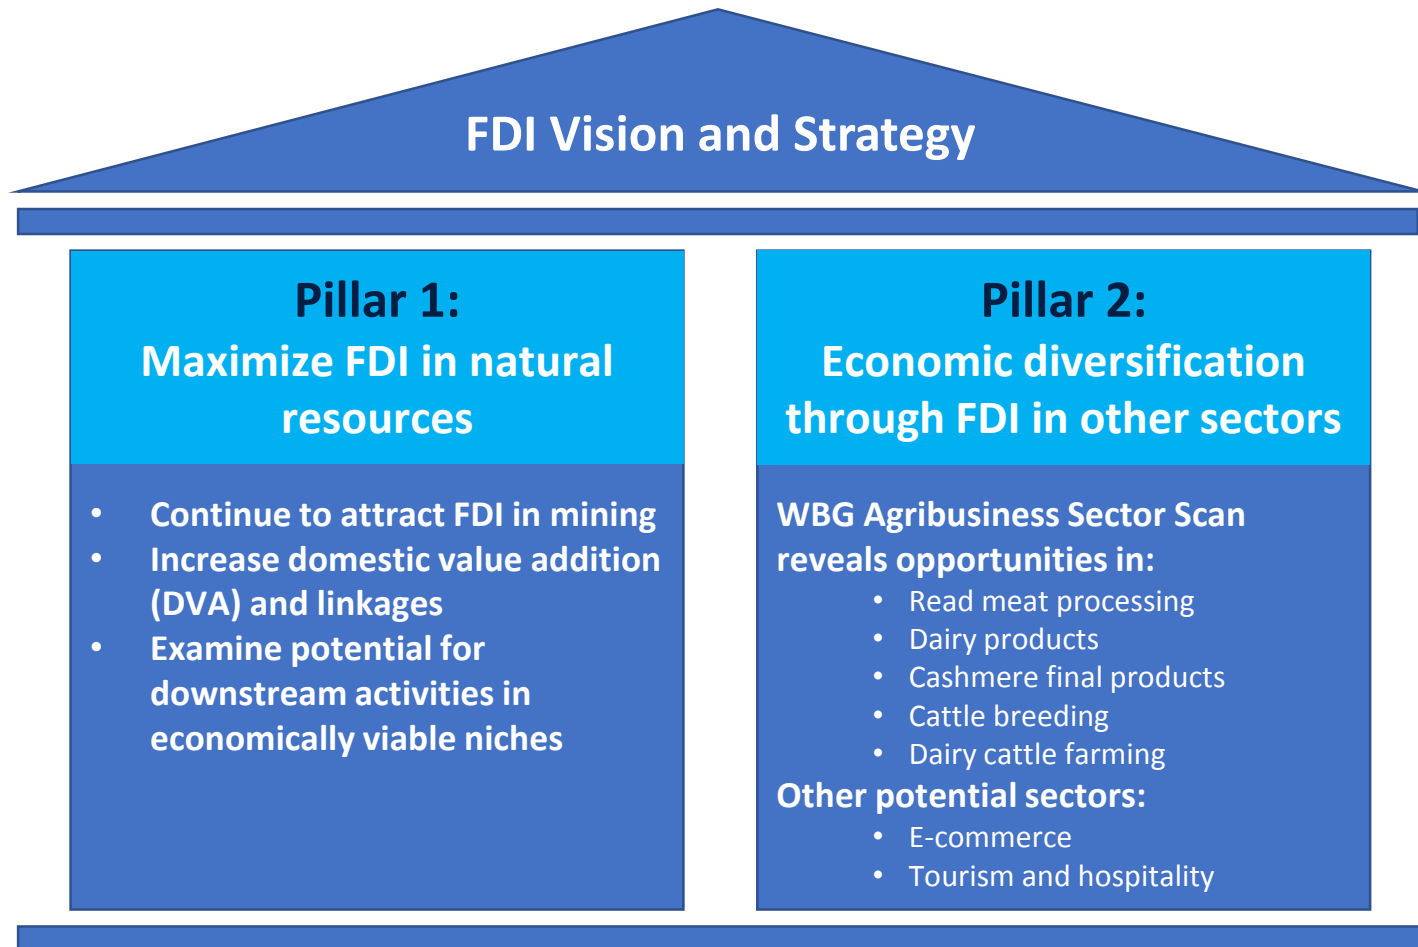 FDI Vision and Strategy
Pillar 1:
Maximize FDI in natural
resources
• Continue to attract FDI in mining
• Increase domestic value addition
(DVA) and linkages
• Examine potential for
downstream activities in
economically viable niches
Pillar 2:
Economic diversification
through FDI in other sectors
WBG Agribusiness Sector Scan
reveals opportunities in:
• Read meat processing
• Dairy products
• Cashmere final products
• Cattle breeding
• Dairy cattle farming
Other potential sectors:
• E-commerce
• Tourism and hospitality